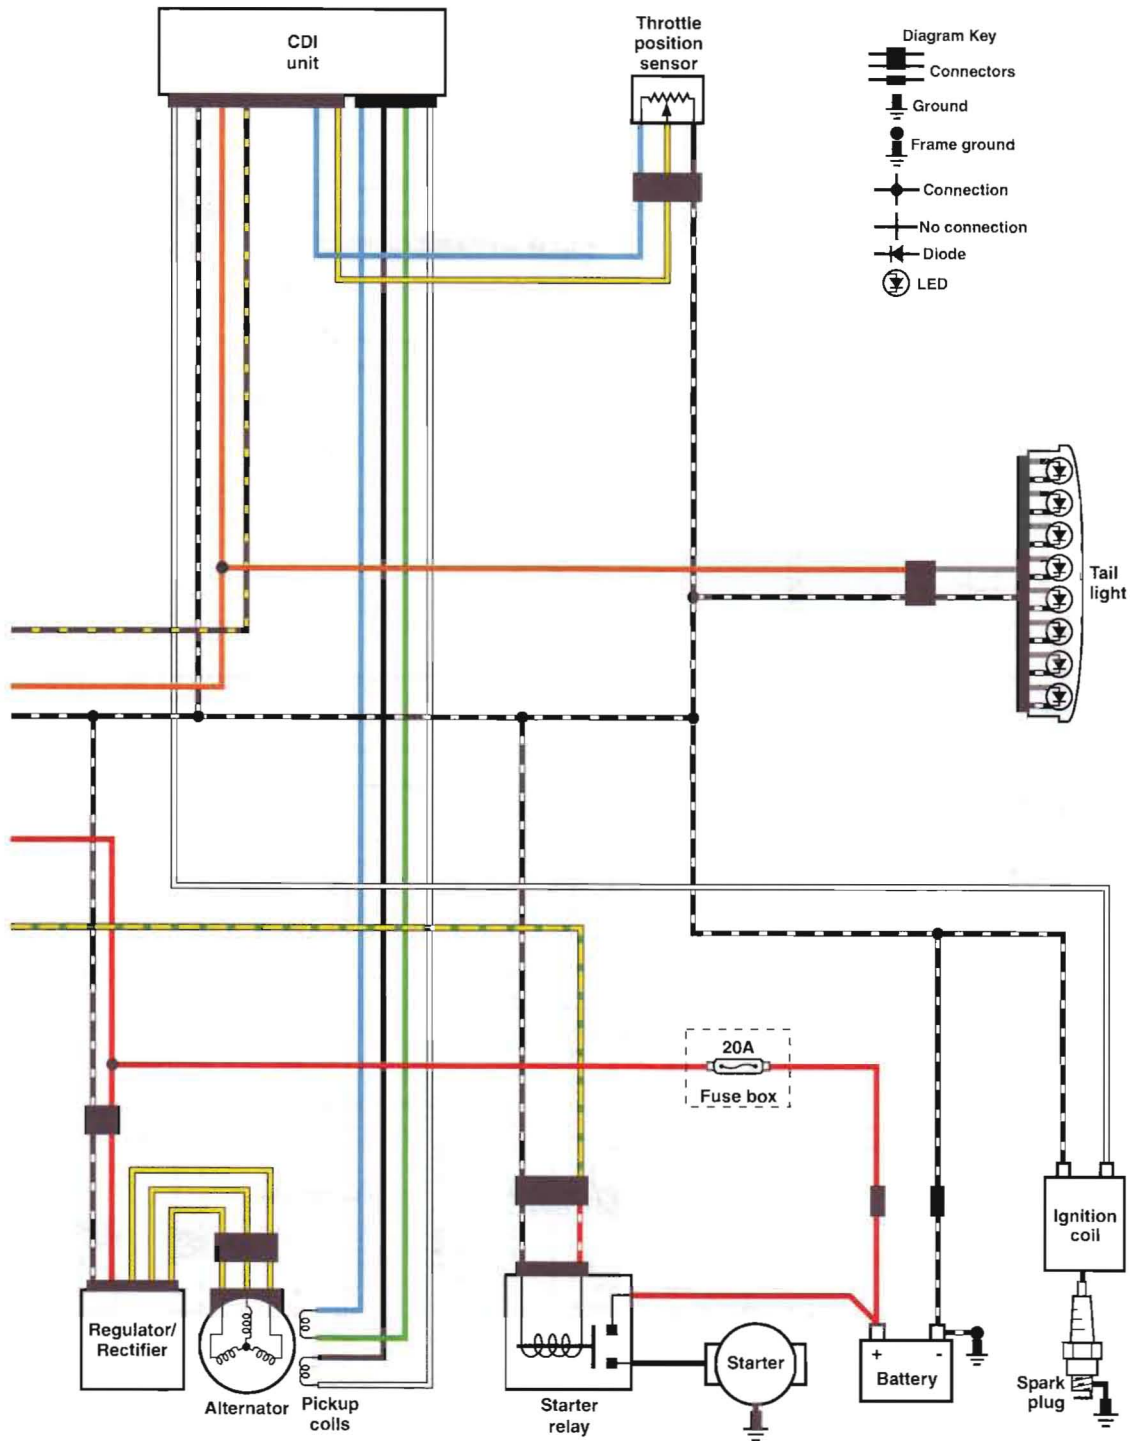 CDI
unit
Throttle
position
sensor
Diagram Key
Connectors
Ground
Frame ground
Connection
No connection
Diode
LED
Tail
light
20A
Fuse box
Regulator/
Rectifier
Alternator
Pickup
coils
Starter
relay
Starter
+ -
Battery
Ignition
coil
Spark
plug